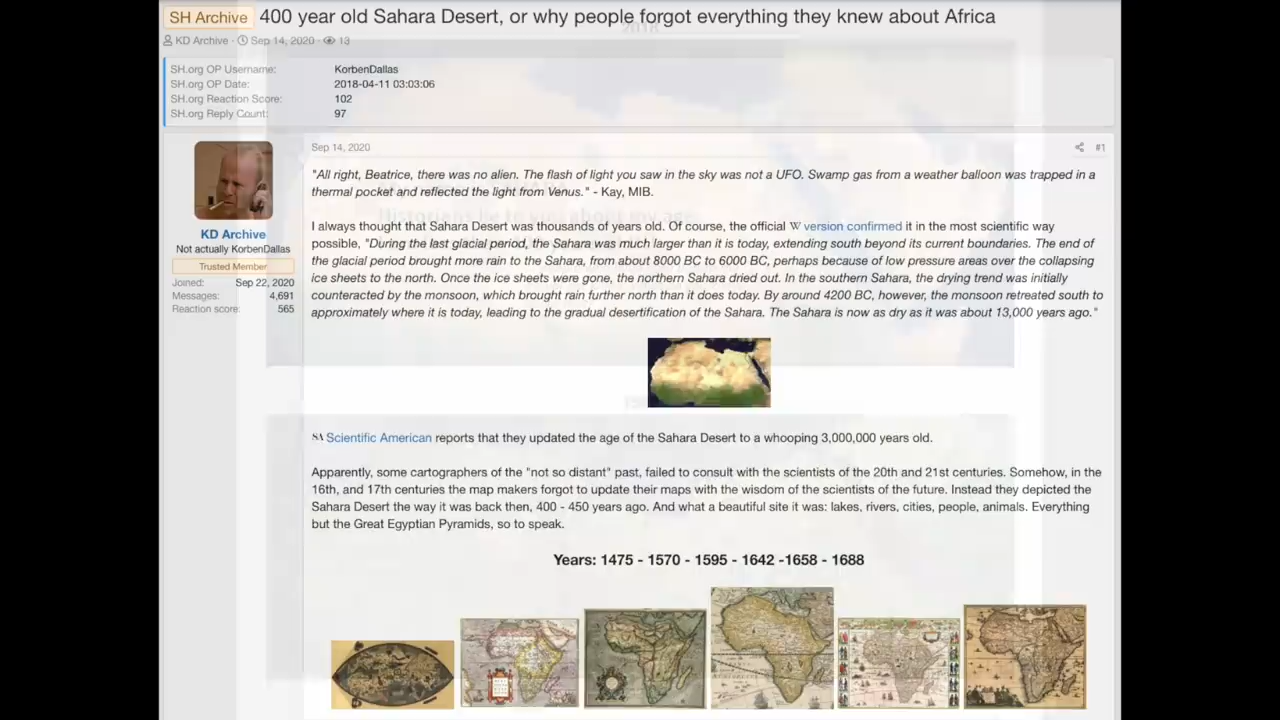 SH Archive 400 year old Sahara Desert, or why people forgot everything they knew about Africa
KD Archive · Sep 14, 2020 · 13
SH.org OP Username: KorbenDallas
SH.org OP Date: 2018-04-11 03:03:06
SH.org Reaction Score: 102
SH.org Reply Count: 97
Sep 14, 2020 #1
KD Archive
Not actually KorbenDallas
Trusted Member
Joined: Sep 22, 2020
Messages: 4,691
Reaction score: 565
"All right, Beatrice, there was no alien. The flash of light you saw in the sky was not a UFO. Swamp gas from a weather balloon was trapped in a
thermal pocket and reflected the light from Venus." - Kay, MIB.
I always thought that Sahara Desert was thousands of years old. Of course, the official W version confirmed it in the most scientific way
possible, "During the last glacial period, the Sahara was much larger than it is today, extending south beyond its current boundaries. The end of
the glacial period brought more rain to the Sahara, from about 8000 BC to 6000 BC, perhaps because of low pressure areas over the collapsing
ice sheets to the north. Once the ice sheets were gone, the northern Sahara dried out. In the southern Sahara, the drying trend was initially
counteracted by the monsoon, which brought rain further north than it does today. By around 4200 BC, however, the monsoon retreated south to
approximately where it is today, leading to the gradual desertification of the Sahara. The Sahara is now as dry as it was about 13,000 years ago."
SA Scientific American reports that they updated the age of the Sahara Desert to a whooping 3,000,000 years old.
Apparently, some cartographers of the "not so distant" past, failed to consult with the scientists of the 20th and 21st centuries. Somehow, in the
16th, and 17th centuries the map makers forgot to update their maps with the wisdom of the scientists of the future. Instead they depicted the
Sahara Desert the way it was back then, 400 - 450 years ago. And what a beautiful site it was: lakes, rivers, cities, people, animals. Everything
but the Great Egyptian Pyramids, so to speak.
Years: 1475 - 1570 - 1595 - 1642 -1658 - 1688